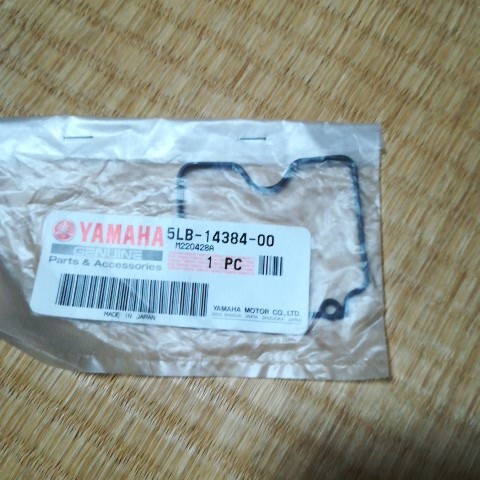 YAMAHA
GENUINE
Parts & Accessories
5LB-14384-00
M220428A
1 PC
MADE IN JAPAN
YAMAHA MOTOR CO.,LTD.